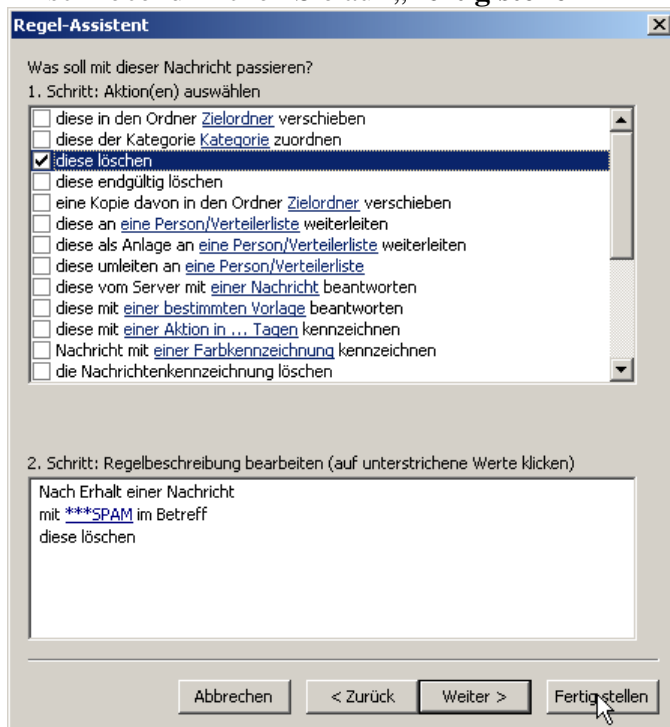 Regel-Assistent
Was soll mit dieser Nachricht passieren?
1. Schritt: Aktion(en) auswählen
diese in den Ordner Zielordner verschieben
diese der Kategorie Kategorie zuordnen
diese löschen
diese endgültig löschen
eine Kopie davon in den Ordner Zielordner verschieben
diese an eine Person/Verteilerliste weiterleiten
diese als Anlage an eine Person/Verteilerliste weiterleiten
diese umleiten an eine Person/Verteilerliste
diese vom Server mit einer Nachricht beantworten
diese mit einer bestimmten Vorlage beantworten
diese mit einer Aktion in ... Tagen kennzeichnen
Nachricht mit einer Farbkennzeichnung kennzeichnen
die Nachrichtenkennzeichnung löschen
2. Schritt: Regelbeschreibung bearbeiten (auf unterstrichene Werte klicken)
Nach Erhalt einer Nachricht
mit ***SPAM im Betreff
diese löschen
Abbrechen < Zurück Weiter > Fertig stellen